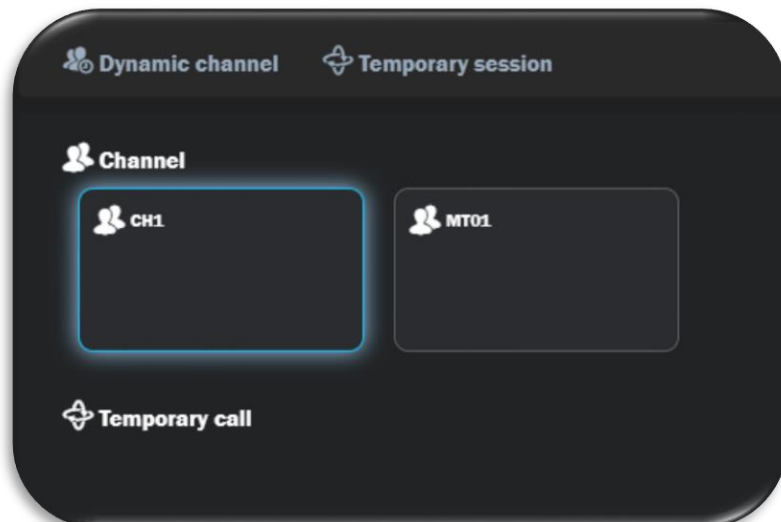 Dynamic channel Temporary session
Channel
CH1 MT01
Temporary call